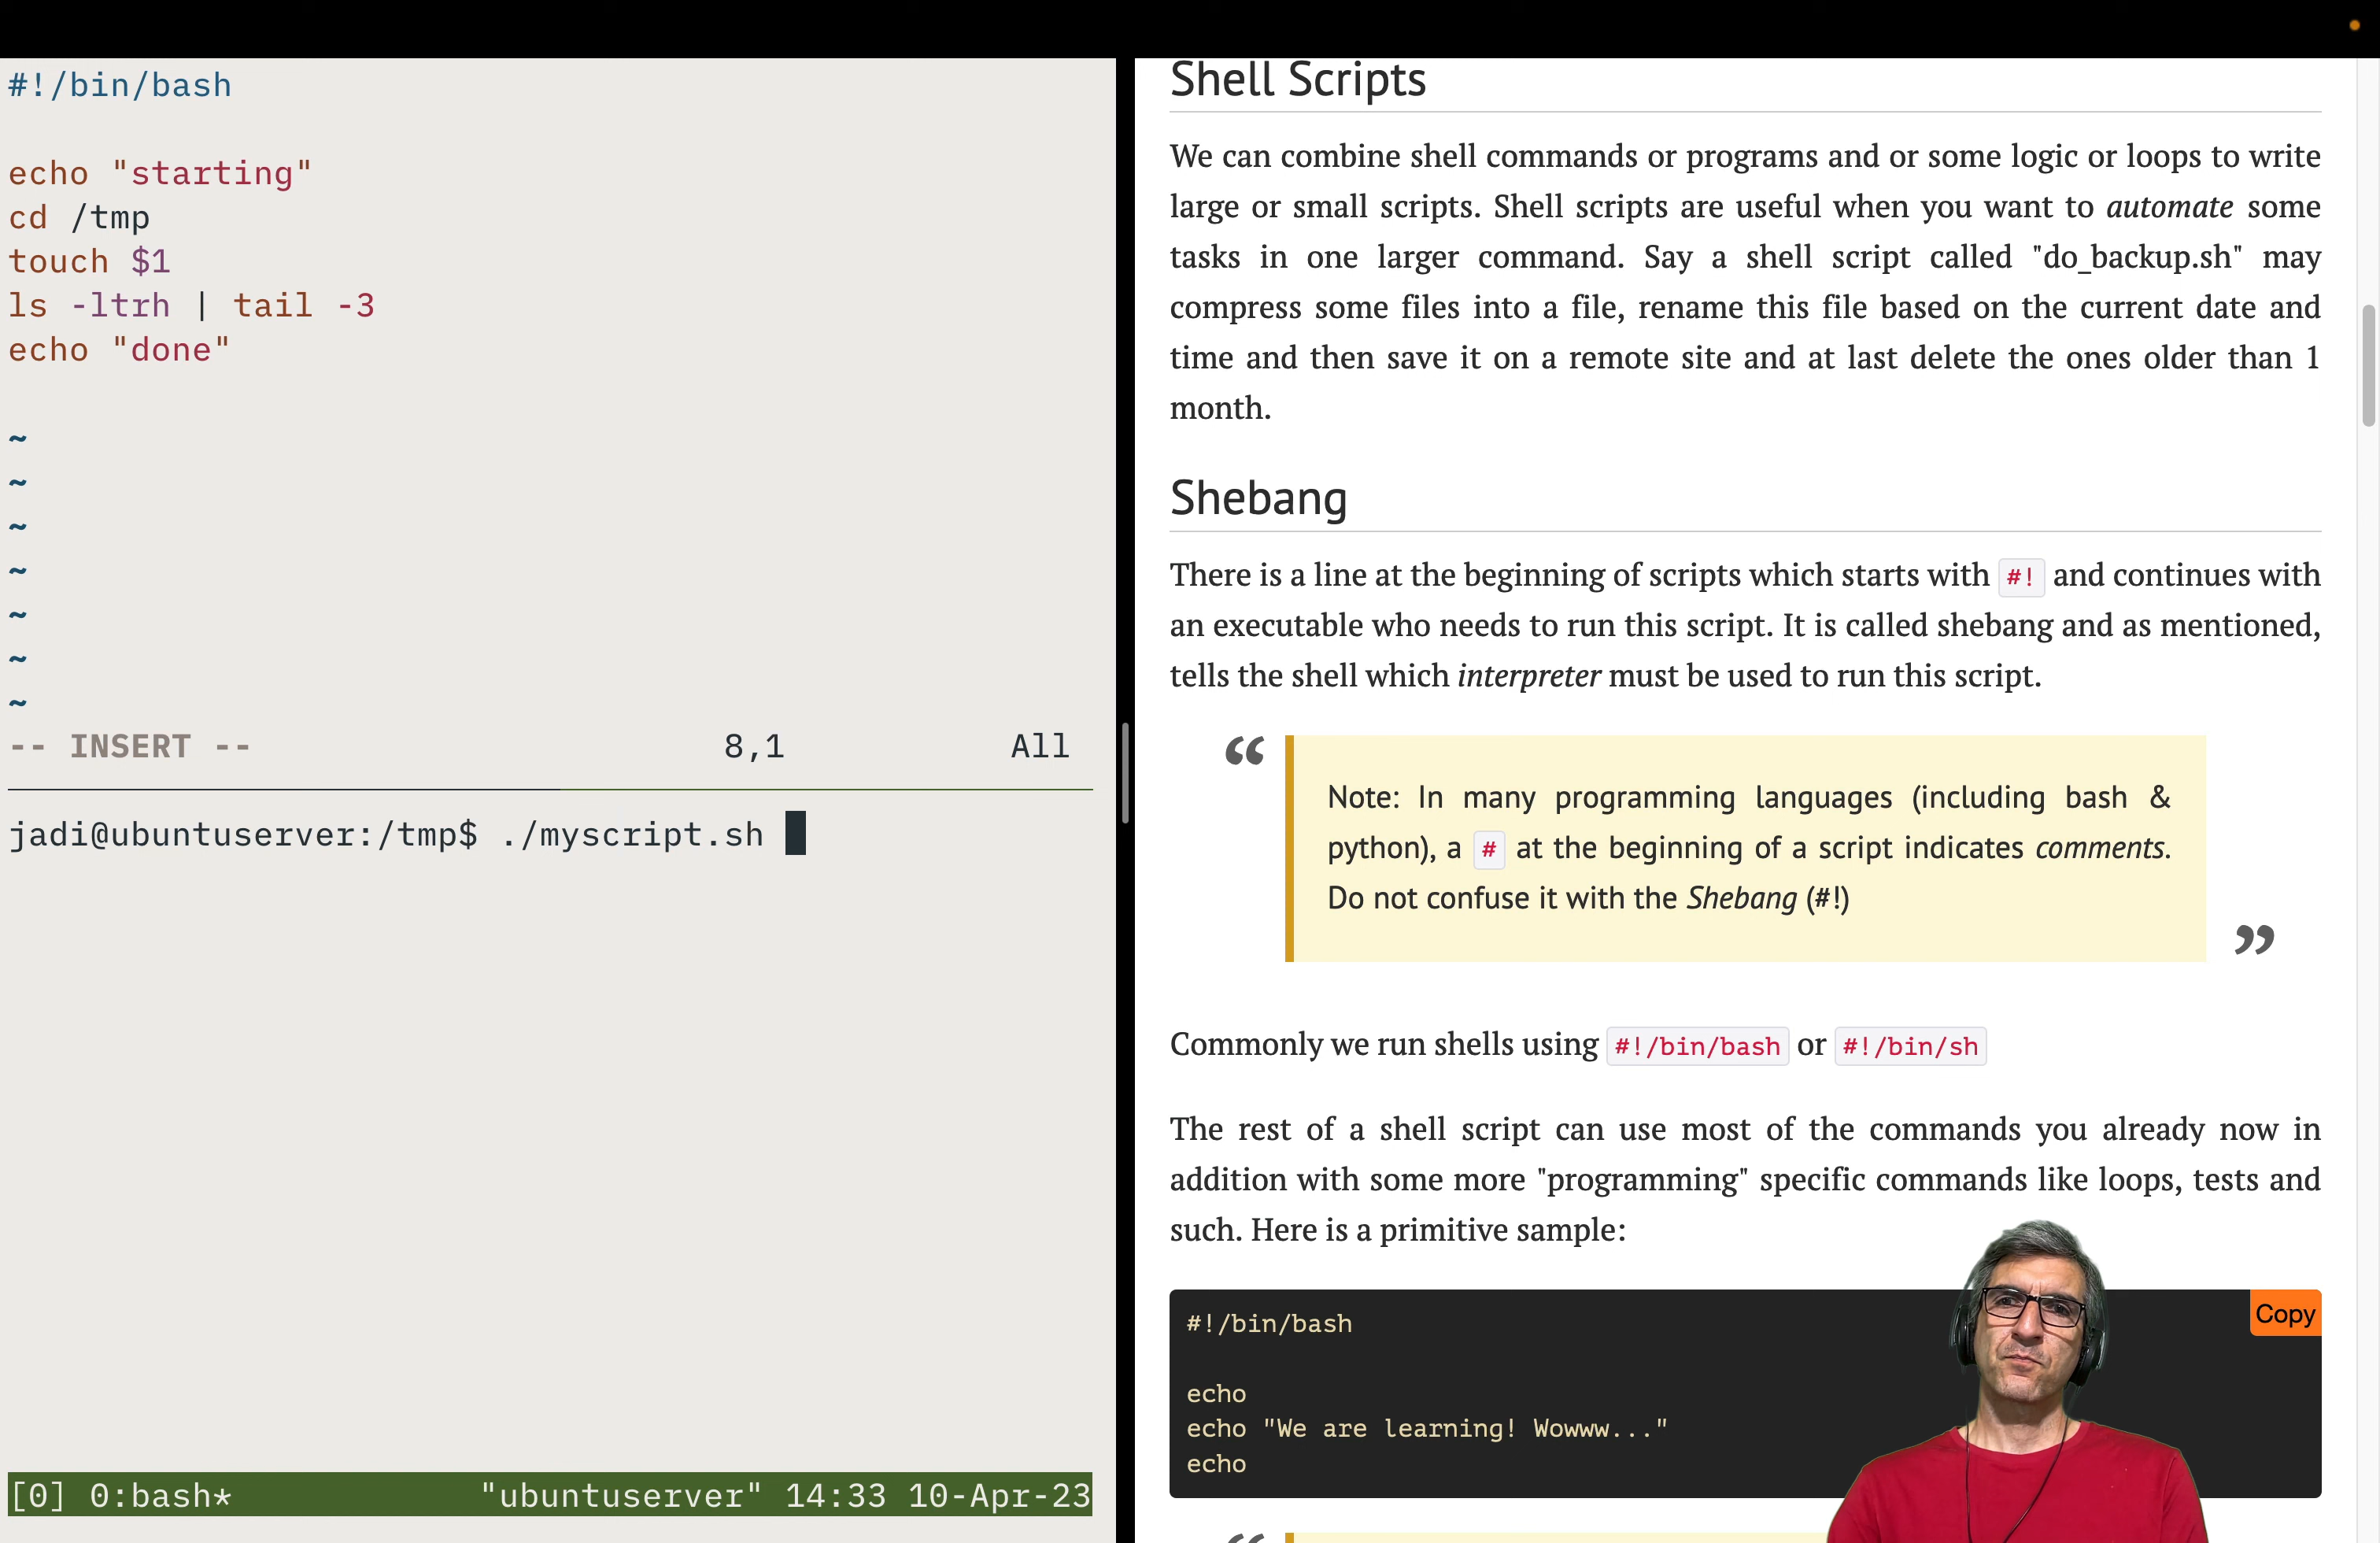 #!/bin/bash
echo "starting"
cd /tmp
touch $1
ls -ltrh | tail -3
echo "done"
~
~
~
~
~
~
~
-- INSERT -- 8,1 All
jadi@ubuntuserver:/tmp$ ./myscript.sh
[0] 0:bash* "ubuntuserver" 14:33 10-Apr-23
Shell Scripts
We can combine shell commands or programs and or some logic or loops to write
large or small scripts. Shell scripts are useful when you want to automate some
tasks in one larger command. Say a shell script called "do_backup.sh" may
compress some files into a file, rename this file based on the current date and
time and then save it on a remote site and at last delete the ones older than 1
month.
Shebang
There is a line at the beginning of scripts which starts with #! and continues with
an executable who needs to run this script. It is called shebang and as mentioned,
tells the shell which interpreter must be used to run this script.
“
Note: In many programming languages (including bash &
python), a # at the beginning of a script indicates comments.
Do not confuse it with the Shebang (#!)
”
Commonly we run shells using #!/bin/bash or #!/bin/sh
The rest of a shell script can use most of the commands you already now in
addition with some more "programming" specific commands like loops, tests and
such. Here is a primitive sample:
Copy
#!/bin/bash
echo
echo "We are learning! Wowww..."
echo